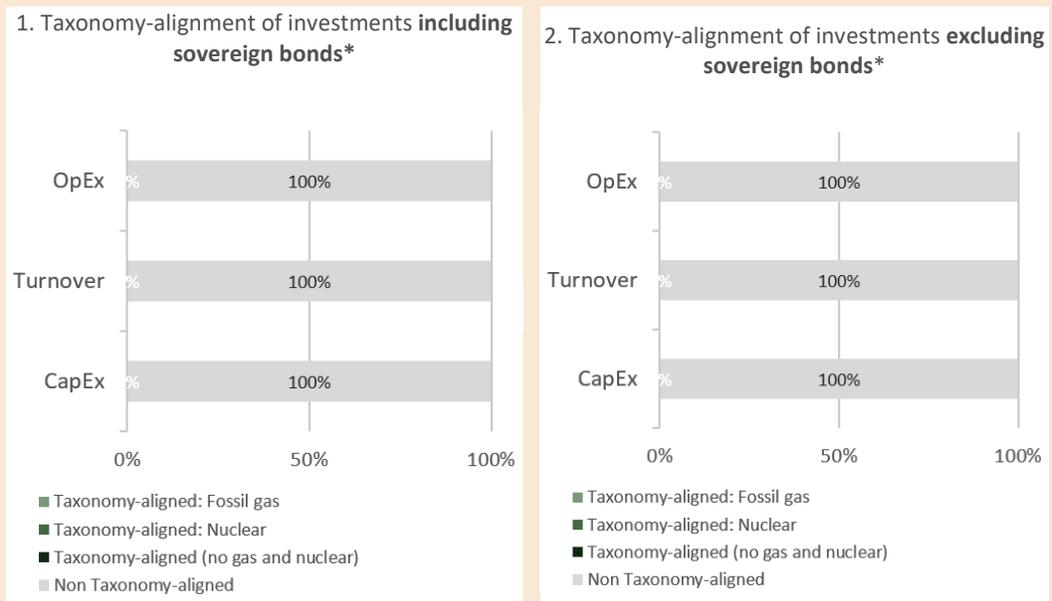 1. Taxonomy-alignment of investments including
sovereign bonds*
OpEx
%
100%
Turnover
%
100%
CapEx
%
100%
0%
50%
100%
Taxonomy-aligned: Fossil gas
Taxonomy-aligned: Nuclear
Taxonomy-aligned (no gas and nuclear)
Non Taxonomy-aligned
2. Taxonomy-alignment of investments excluding
sovereign bonds*
OpEx
%
100%
Turnover
%
100%
CapEx
%
100%
0%
50%
100%
Taxonomy-aligned: Fossil gas
Taxonomy-aligned: Nuclear
Taxonomy-aligned (no gas and nuclear)
Non Taxonomy-aligned